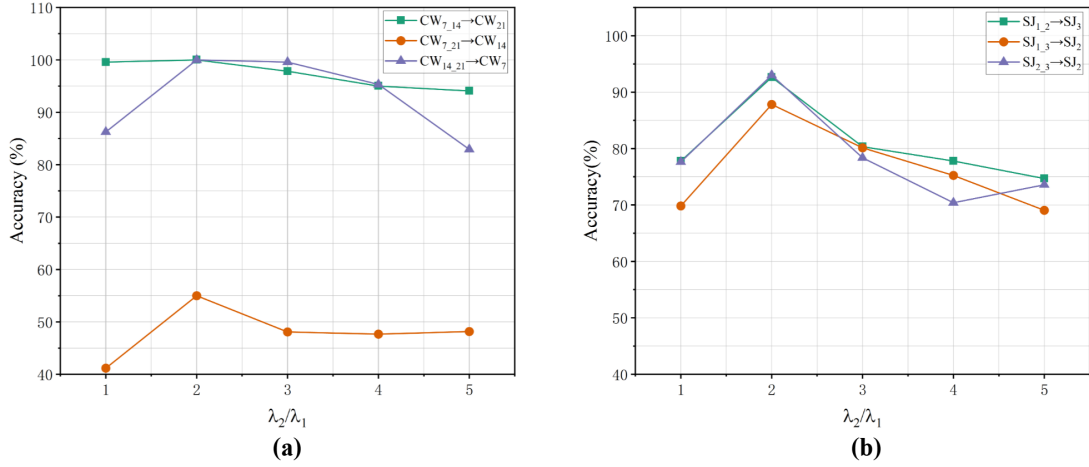 110
100
90
80
70
60
50
40
Accuracy (%)
1 2 3 4 5
λ₂/λ₁
CW₇_₁₄→CW₂₁
CW₇_₂₁→CW₁₄
CW₁₄_₂₁→CW₇
(a)
100
90
80
70
60
50
40
Accuracy(%)
1 2 3 4 5
λ₂/λ₁
SJ₁_₂→SJ₃
SJ₁_₃→SJ₂
SJ₂_₃→SJ₂
(b)